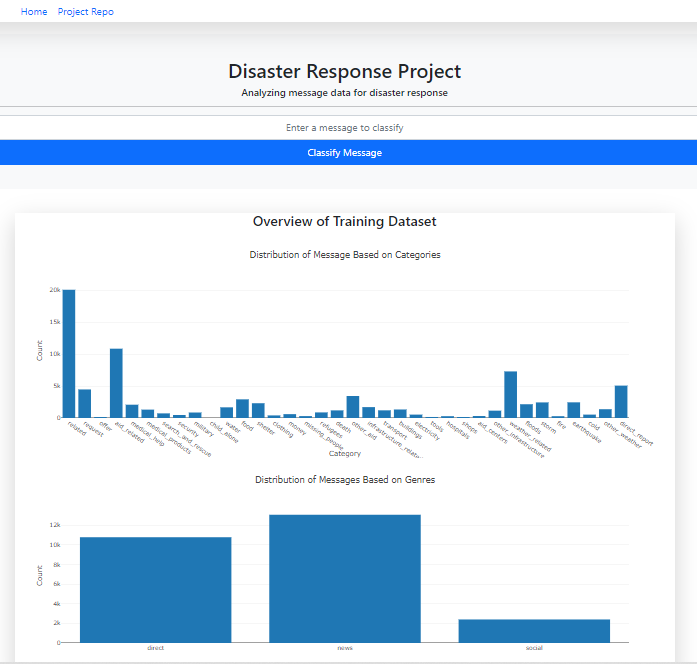 Home Project Repo
Disaster Response Project
Analyzing message data for disaster response
Enter a message to classify
Classify Message
Overview of Training Dataset
Distribution of Message Based on Categories
20k
15k
10k
5k
0
Count
related
request
offer
aid_related
medical_help
medical_products
search_and_rescue
security
military
child_alone
water
food
shelter
clothing
money
missing_people
refugees
death
other_aid
infrastructure_relate…
transport
buildings
electricity
tools
hospitals
shops
aid_centers
other_infrastructure
weather_related
floods
storm
fire
earthquake
cold
other_weather
direct_report
Category
Distribution of Messages Based on Genres
12k
10k
8k
6k
4k
2k
0
Count
direct
news
social